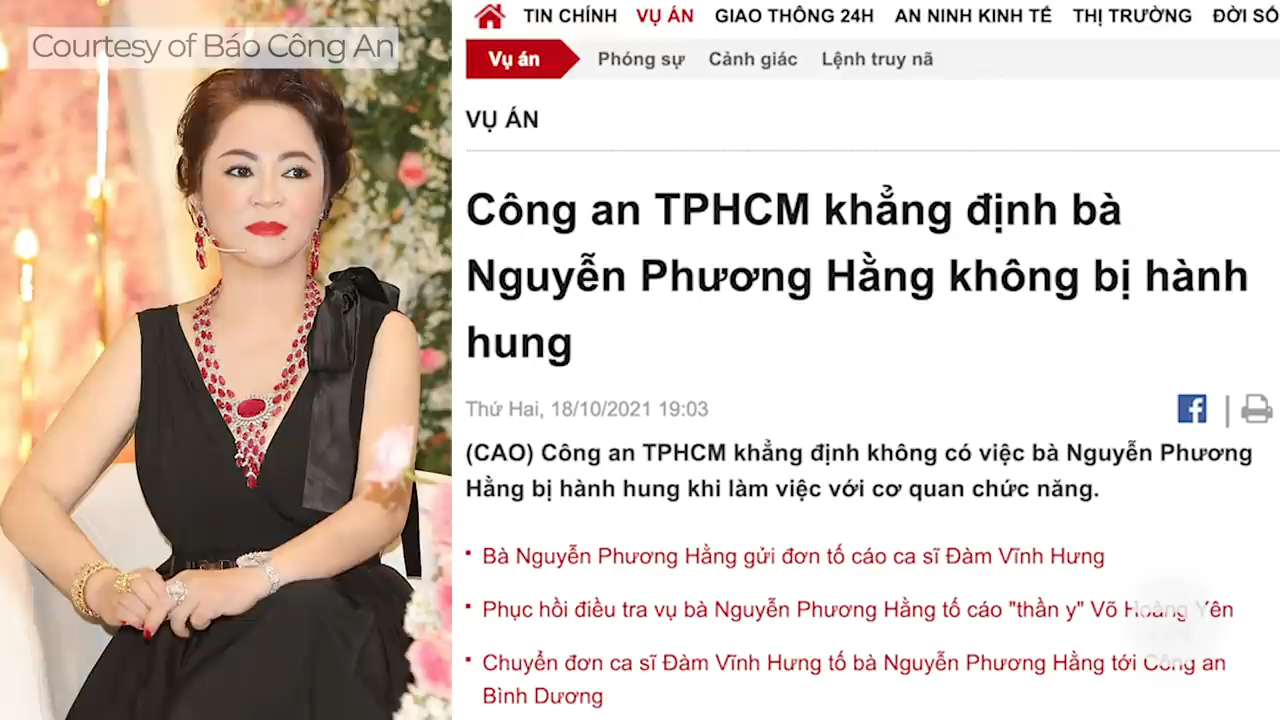 Courtesy of Báo Công An
TIN CHÍNH VỤ ÁN GIAO THÔNG 24H AN NINH KINH TẾ THỊ TRƯỜNG ĐỜI SỐ
Vụ án Phóng sự Cảnh giác Lệnh truy nã
VỤ ÁN
Công an TPHCM khẳng định bà
Nguyễn Phương Hằng không bị hành
hung
Thứ Hai, 18/10/2021 19:03
(CAO) Công an TPHCM khẳng định không có việc bà Nguyễn Phương
Hằng bị hành hung khi làm việc với cơ quan chức năng.
Bà Nguyễn Phương Hằng gửi đơn tố cáo ca sĩ Đàm Vĩnh Hưng
Phục hồi điều tra vụ bà Nguyễn Phương Hằng tố cáo "thần y" Võ Hoàng Yên
Chuyển đơn ca sĩ Đàm Vĩnh Hưng tố bà Nguyễn Phương Hằng tới Công an
Bình Dương